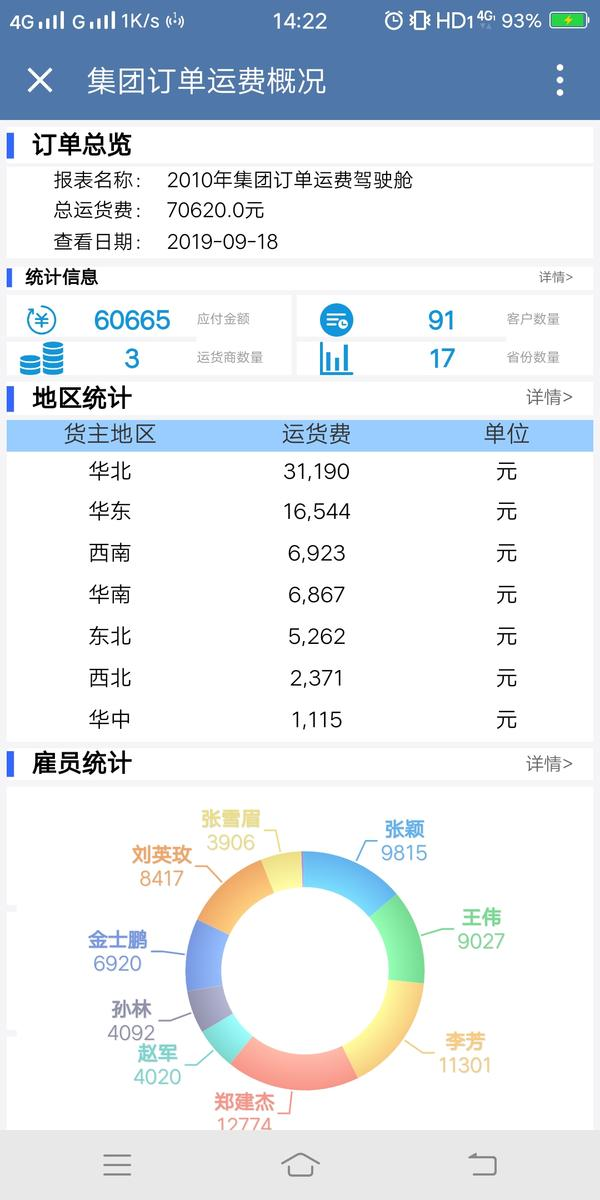 4G G 1K/s 14:22 HD1 4G 93%
集团订单运费概况
订单总览
报表名称： 2010年集团订单运费驾驶舱
总运货费： 70620.0元
查看日期： 2019-09-18
统计信息 详情>
60665 应付金额 91 客户数量
3 运货商数量 17 省份数量
地区统计 详情>
货主地区 运货费 单位
华北 31,190 元
华东 16,544 元
西南 6,923 元
华南 6,867 元
东北 5,262 元
西北 2,371 元
华中 1,115 元
雇员统计 详情>
张雪眉
3906
张颖
9815
刘英玫
8417
王伟
9027
金士鹏
6920
孙林
4092
李芳
11301
赵军
4020
郑建杰
12774